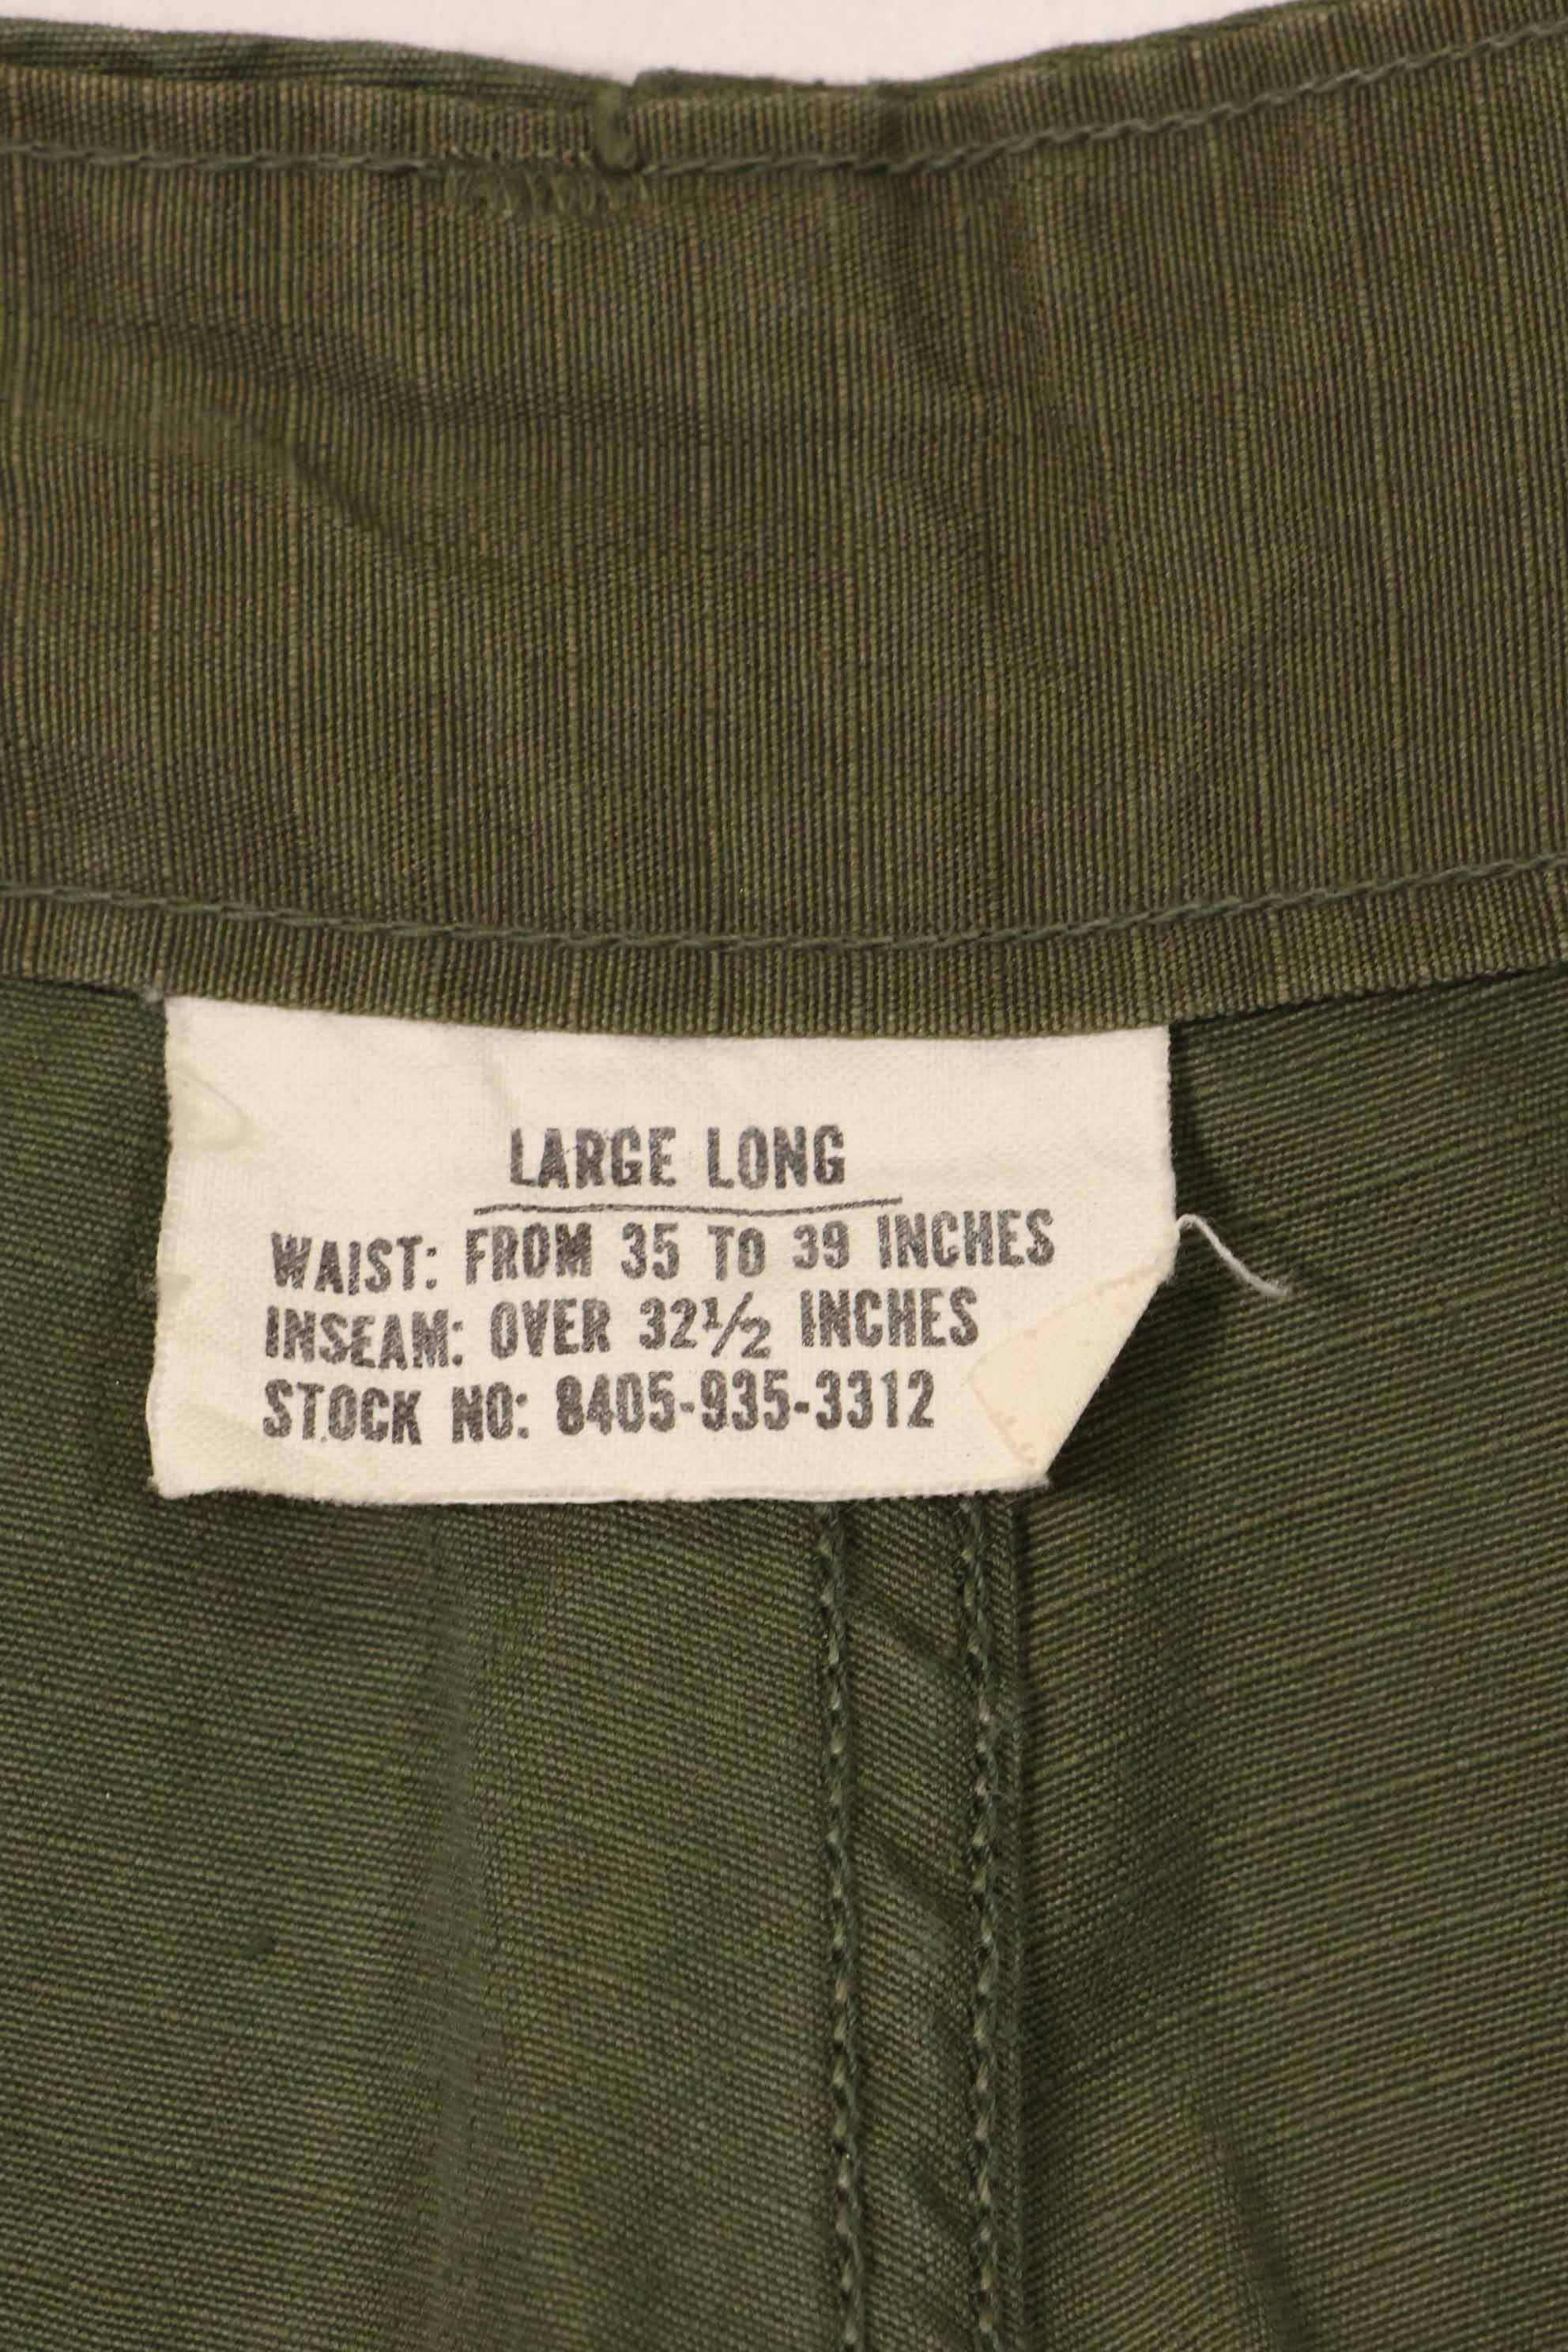 LARGE LONG
WAIST: FROM 35 TO 39 INCHES
INSEAM: OVER 32½ INCHES
STOCK NO: 8405-935-3312